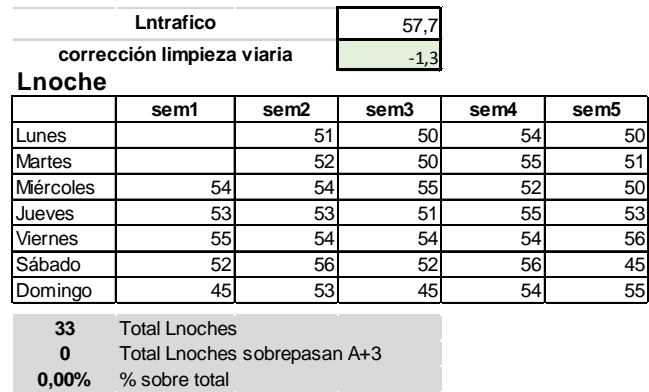 Lntrafico 57,7
corrección limpieza viaria -1,3
Lnoche
sem1 sem2 sem3 sem4 sem5
Lunes 51 50 54 50
Martes 52 50 55 51
Miércoles 54 54 55 52 50
Jueves 53 53 51 55 53
Viernes 55 54 54 54 56
Sábado 52 56 52 56 45
Domingo 45 53 45 54 55
33 Total Lnoches
0 Total Lnoches sobrepasan A+3
0,00% % sobre total